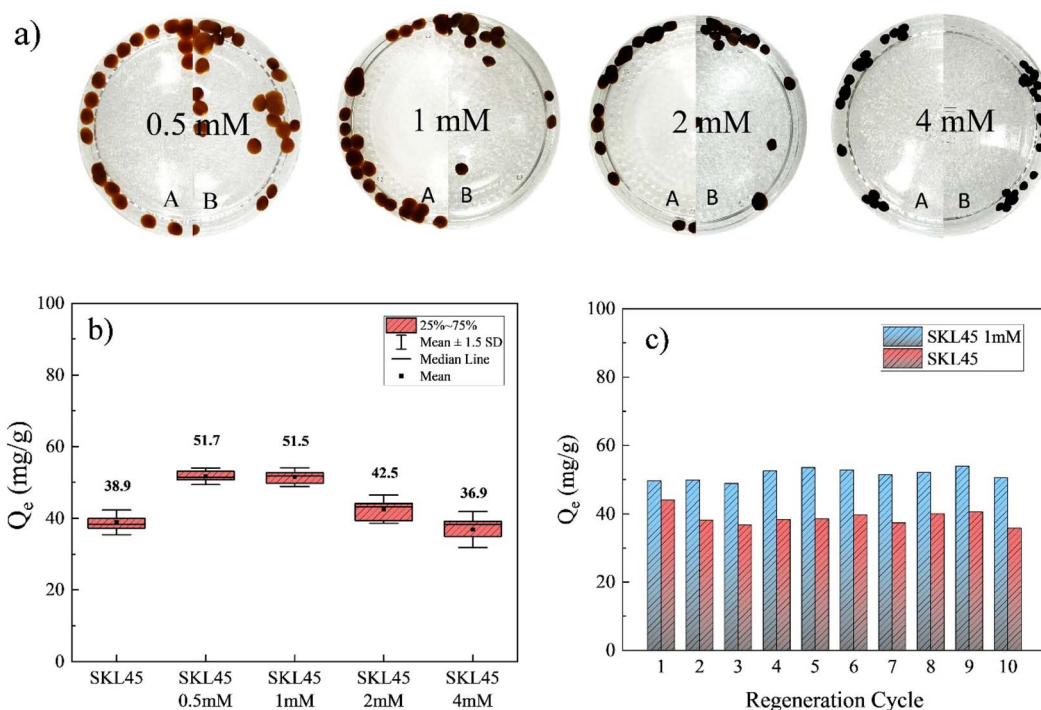 a)
0.5 mM
1 mM
2 mM
4 mM
A B
A B
A B
A B
b)
100
80
60
40
20
0
Qe (mg/g)
25%~75%
Mean ± 1.5 SD
Median Line
Mean
38.9
51.7
51.5
42.5
36.9
SKL45
SKL45
0.5mM
SKL45
1mM
SKL45
2mM
SKL45
4mM
c)
100
80
60
40
20
0
Qe (mg/g)
SKL45 1mM
SKL45
1 2 3 4 5 6 7 8 9 10
Regeneration Cycle